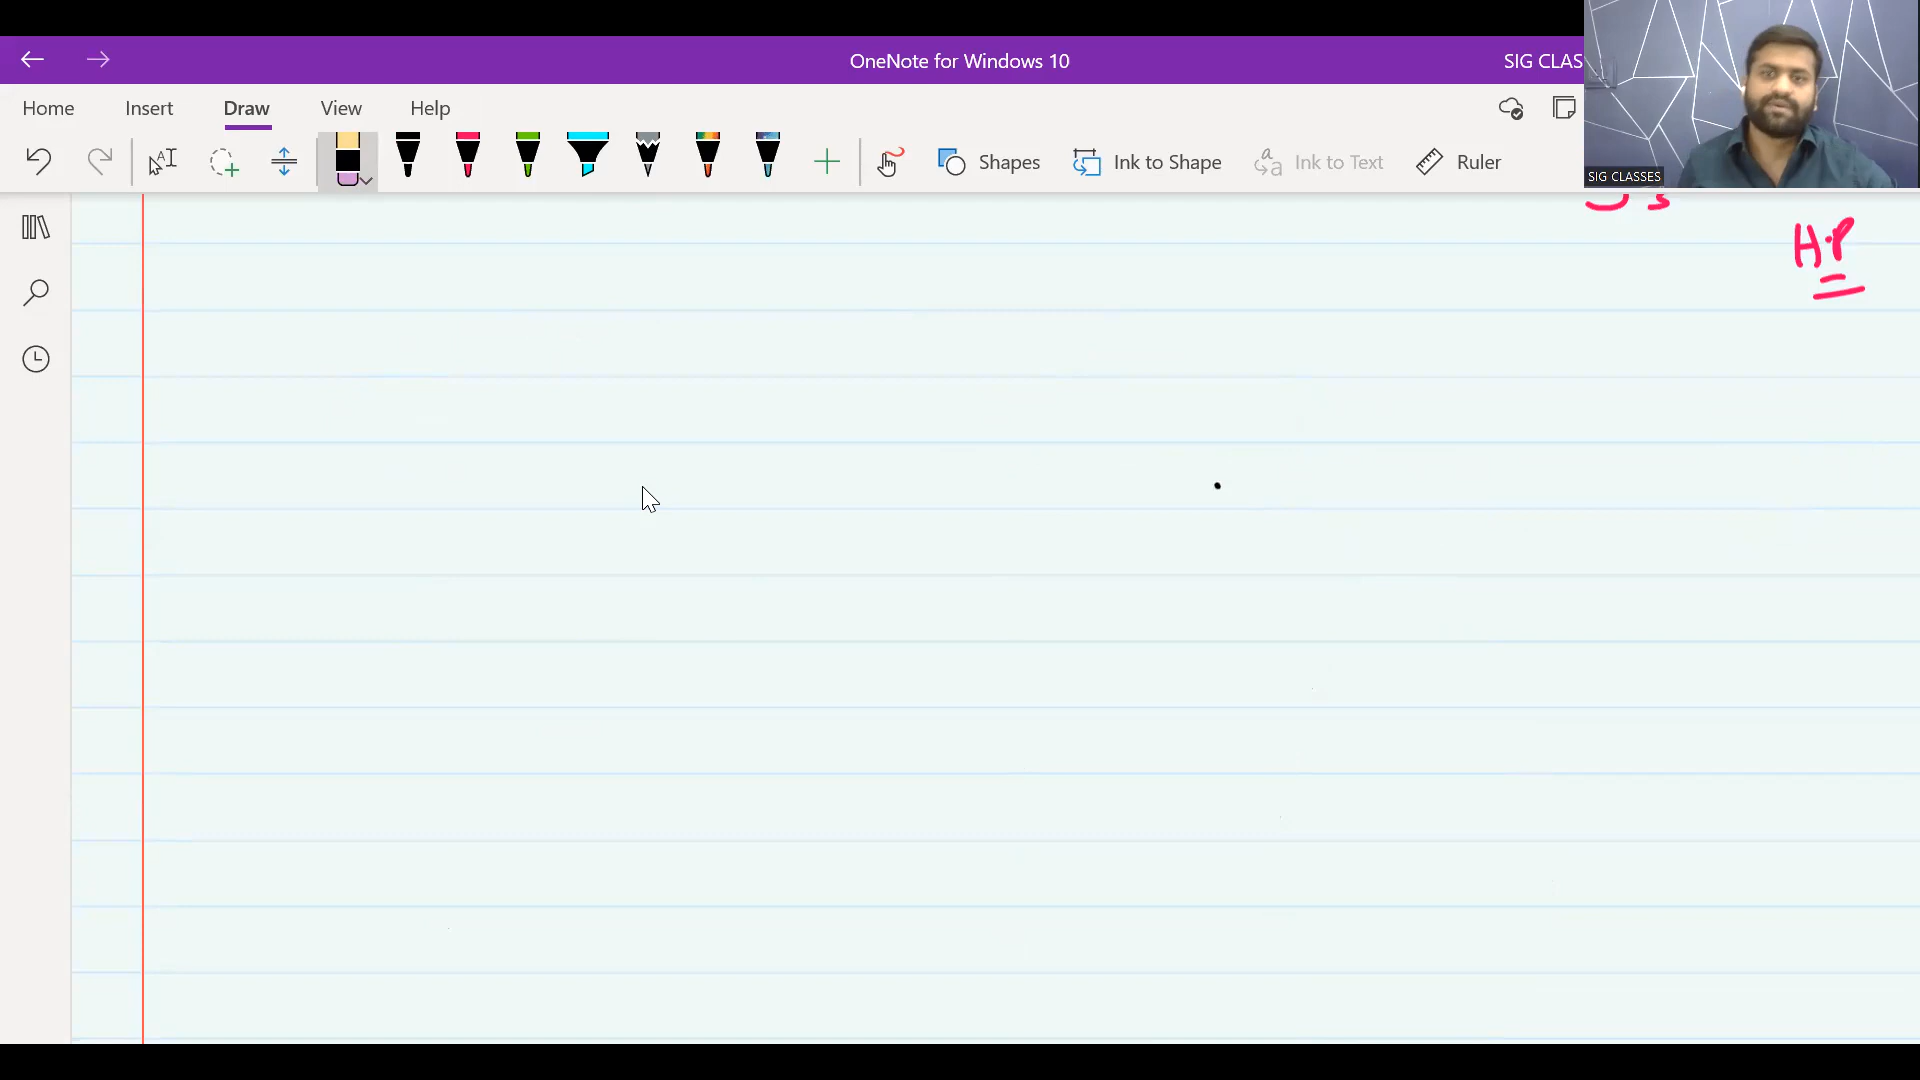 OneNote for Windows 10
SIG CLAS
Home Insert Draw View Help
Shapes Ink to Shape Ink to Text Ruler
SIG CLASSES
H.P